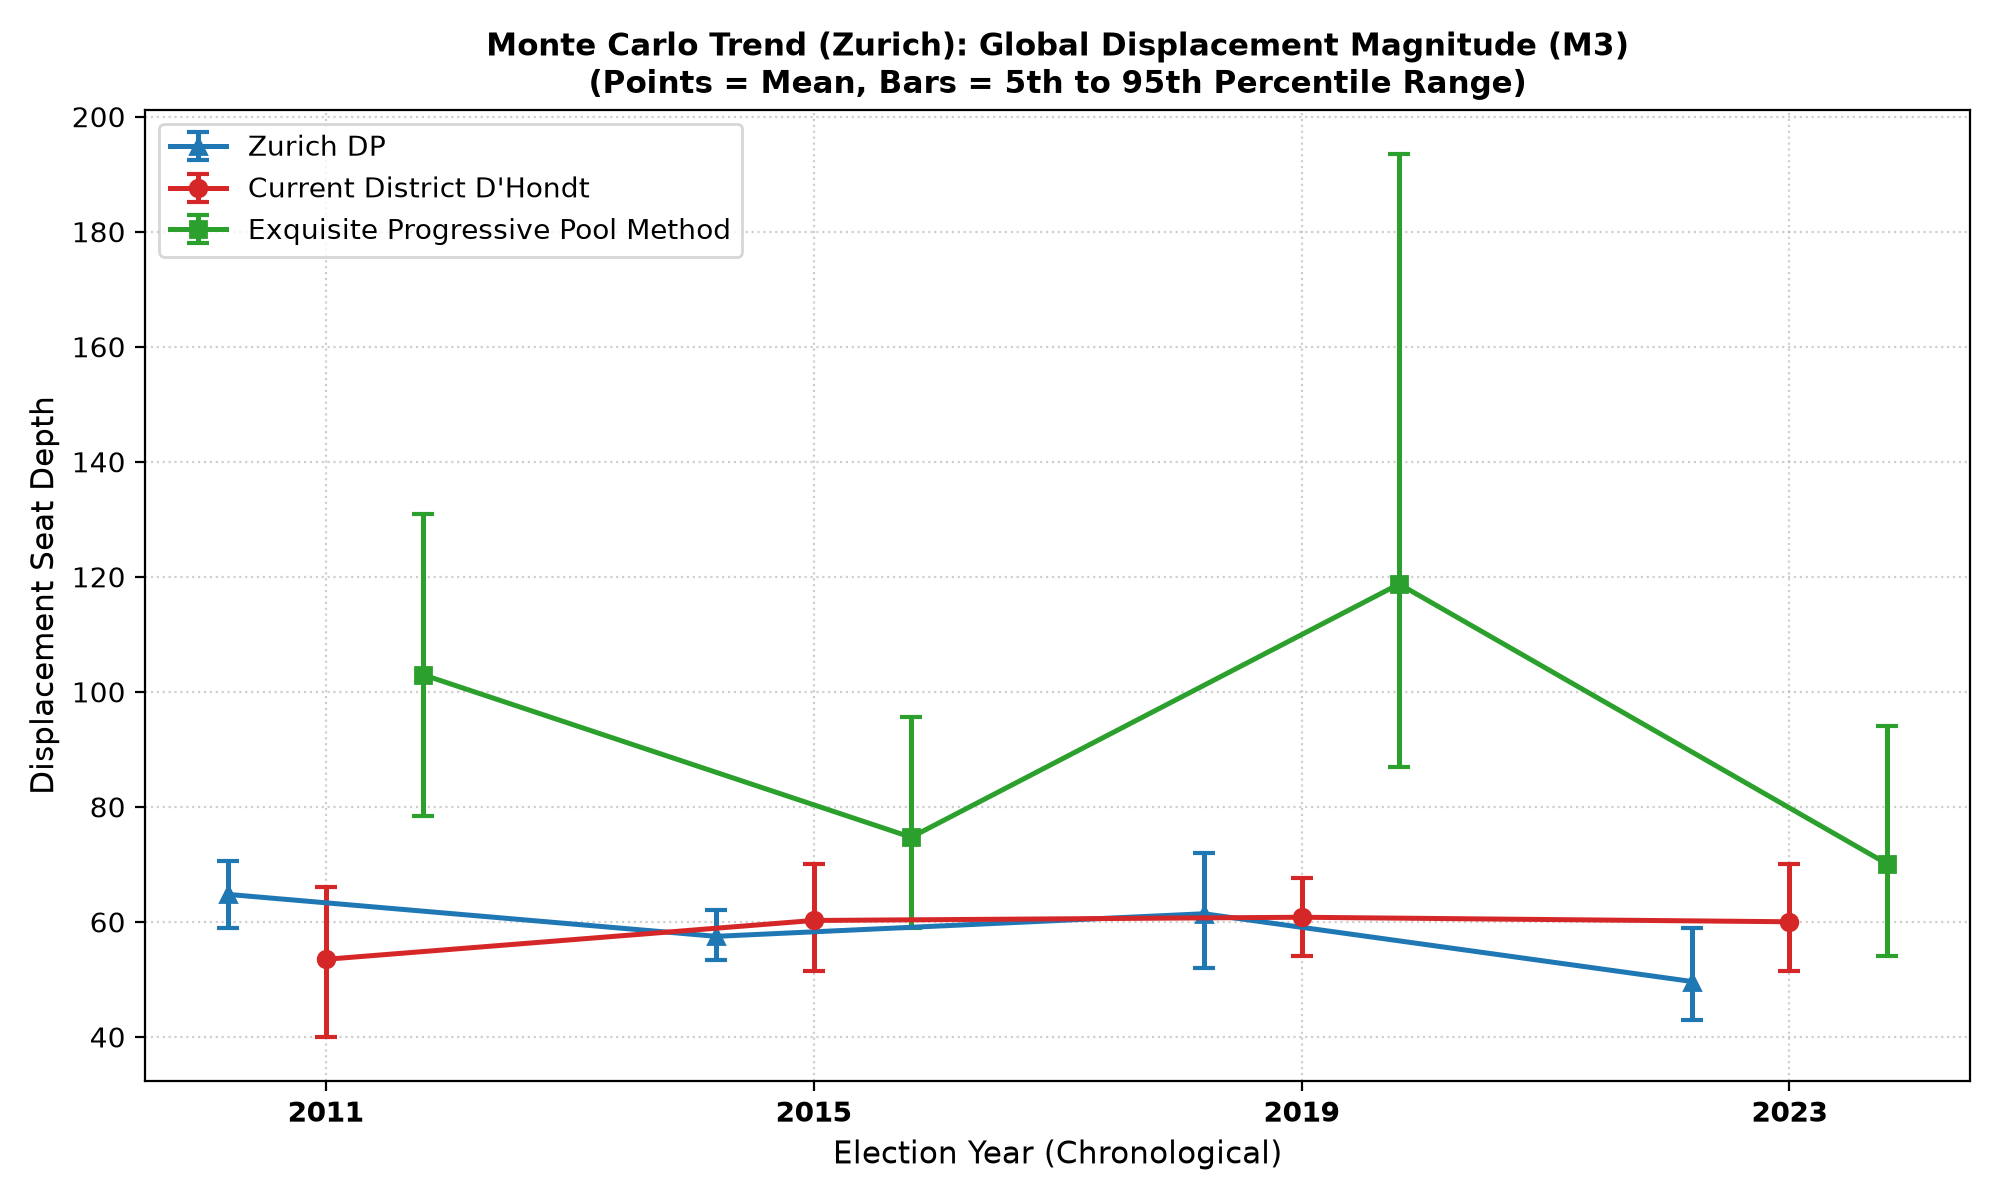 Monte Carlo Trend (Zurich): Global Displacement Magnitude (M3)
(Points = Mean, Bars = 5th to 95th Percentile Range)
Zurich DP
Current District D'Hondt
Exquisite Progressive Pool Method
Displacement Seat Depth
200
180
160
140
120
100
80
60
40
2011 2015 2019 2023
Election Year (Chronological)